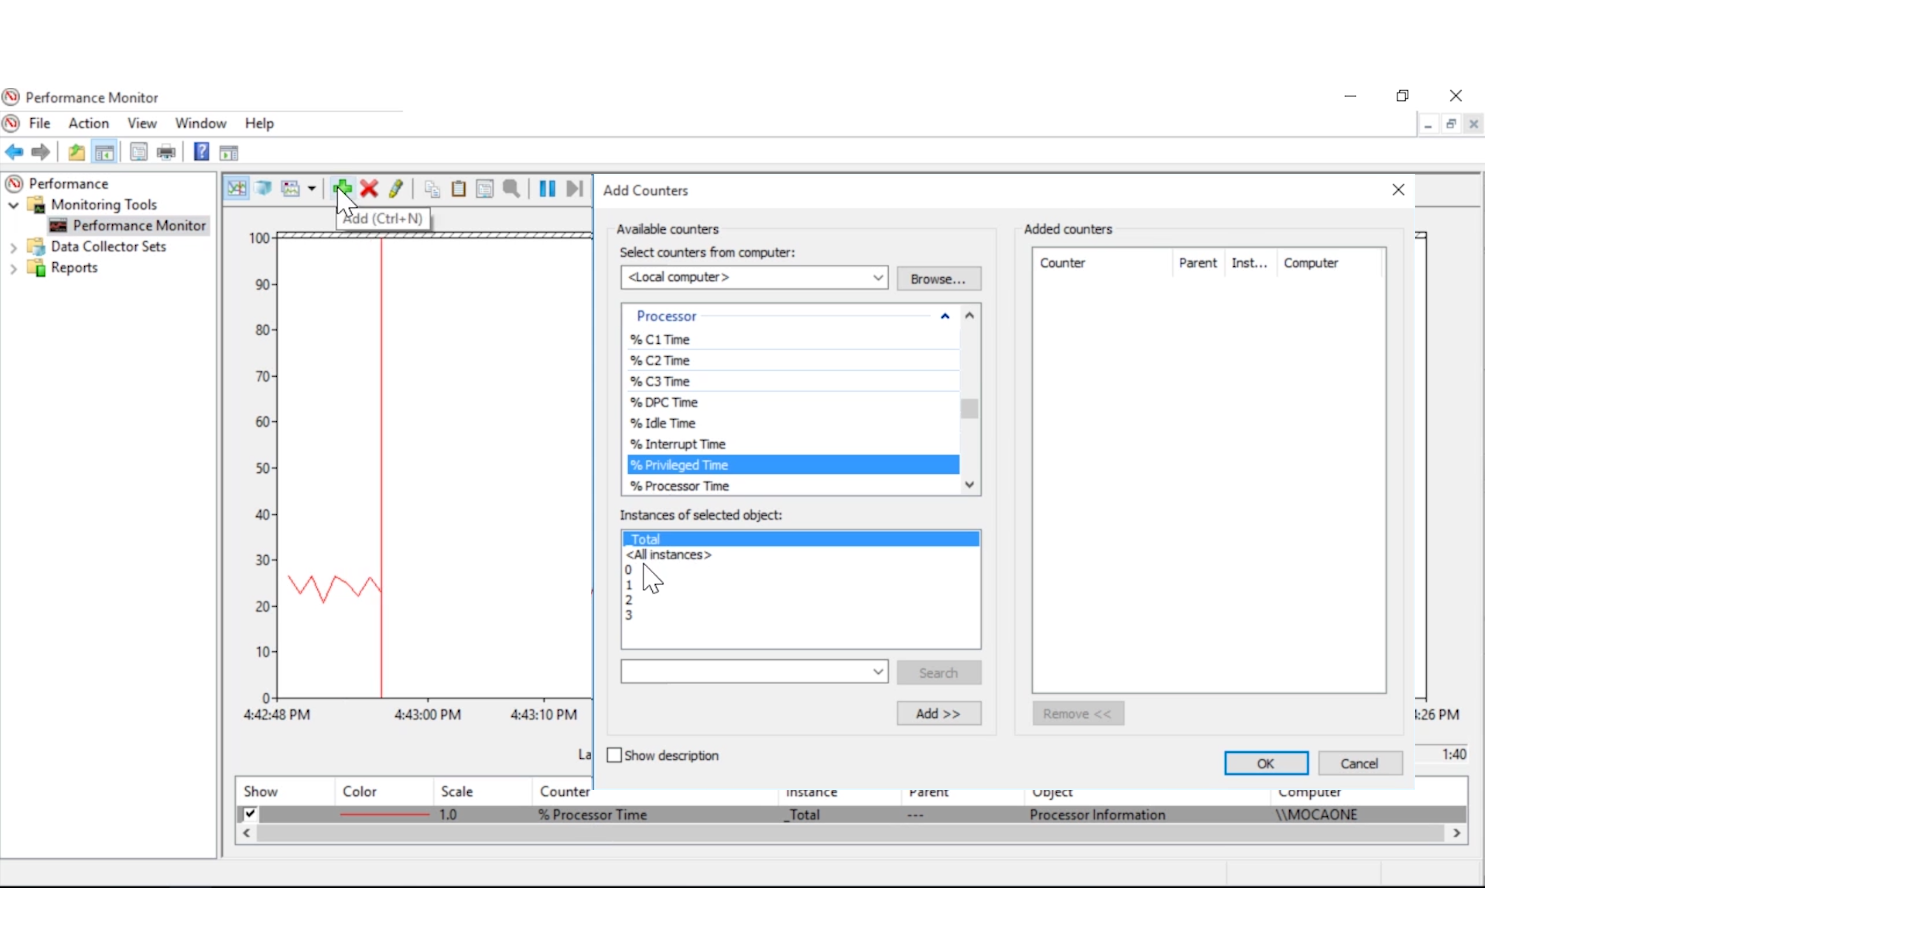 Performance Monitor
File Action View Window Help
Performance
Monitoring Tools
Performance Monitor
Data Collector Sets
Reports
Add (Ctrl+N)
100
90
80
70
60
50
40
30
20
10
0
4:42:48 PM 4:43:00 PM 4:43:10 PM
:26 PM
La
1:40
Add Counters
Available counters
Select counters from computer:
<Local computer>
Browse...
Processor
% C1 Time
% C2 Time
% C3 Time
% DPC Time
% Idle Time
% Interrupt Time
% Privileged Time
% Processor Time
Instances of selected object:
_Total
<All instances>
0
1
2
3
Search
Add >>
Show description
Added counters
Counter Parent Inst... Computer
Remove <<
OK Cancel
Show Color Scale Counter Instance Parent Object Computer
1.0 % Processor Time _Total --- Processor Information \\MOCAONE